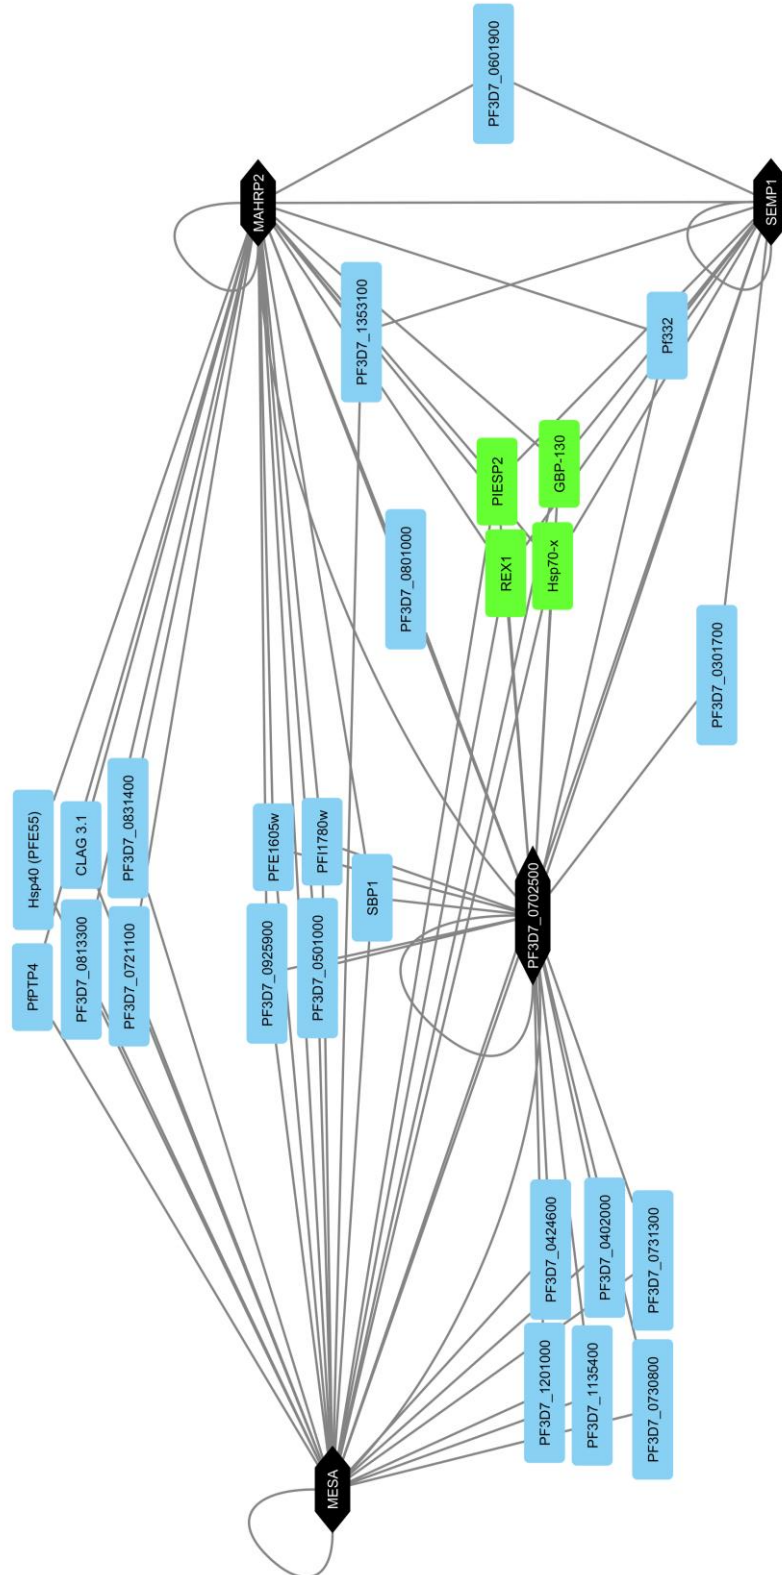 PF3D7_0601900
MAHRP2
SEMP1
PF3D7_1353100
Pf332
PIESP2
GBP-130
REX1
Hsp70-x
PF3D7_0801000
PF3D7_0301700
Hsp40 (PFE55)
CLAG 3.1
PF3D7_0831400
PfPTP4
PF3D7_0813300
PF3D7_0721100
PFE1605w
PFI1780w
SBP1
PF3D7_0925900
PF3D7_0501000
PF3D7_0702500
PF3D7_0424600
PF3D7_0402000
PF3D7_0731300
PF3D7_1201000
PF3D7_1135400
PF3D7_0730800
MESA